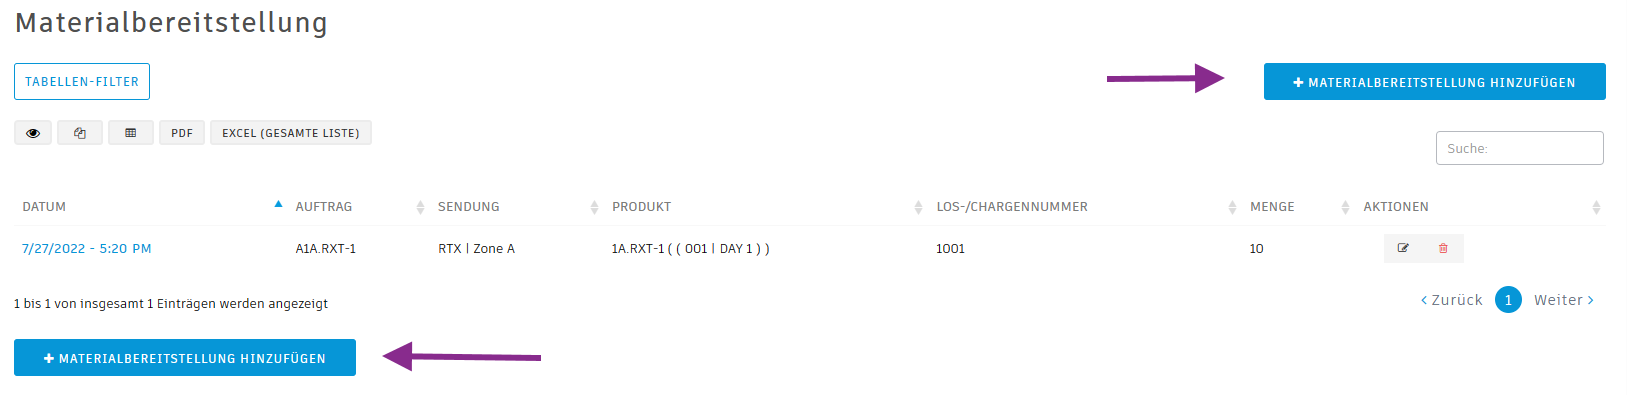 Materialbereitstellung
TABELLEN-FILTER
MATERIALBEREITSTELLUNG HINZUFÜGEN
PDF EXCEL (GESAMTE LISTE)
Suche:
DATUM AUFTRAG SENDUNG PRODUKT LOS-/CHARGENNUMMER MENGE AKTIONEN
7/27/2022 - 5:20 PM A1A.RXT-1 RTX | Zone A 1A.RXT-1 ( ( 001 | DAY 1 ) ) 1001 10
1 bis 1 von insgesamt 1 Einträgen werden angezeigt
Zurück 1 Weiter
MATERIALBEREITSTELLUNG HINZUFÜGEN